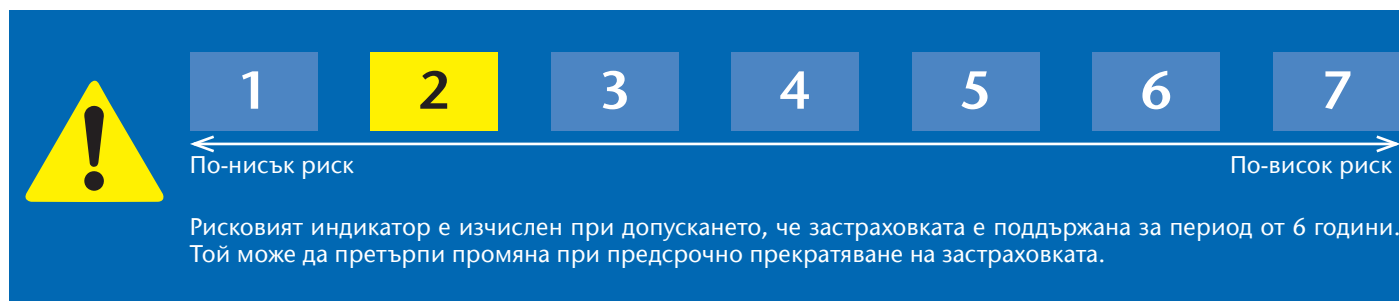 1 2 3 4 5 6 7
По-нисък риск По-висок риск
Рисковият индикатор е изчислен при допускането, че застраховката е поддържана за период от 6 години.
Той може да претърпи промяна при предсрочно прекратяване на застраховката.